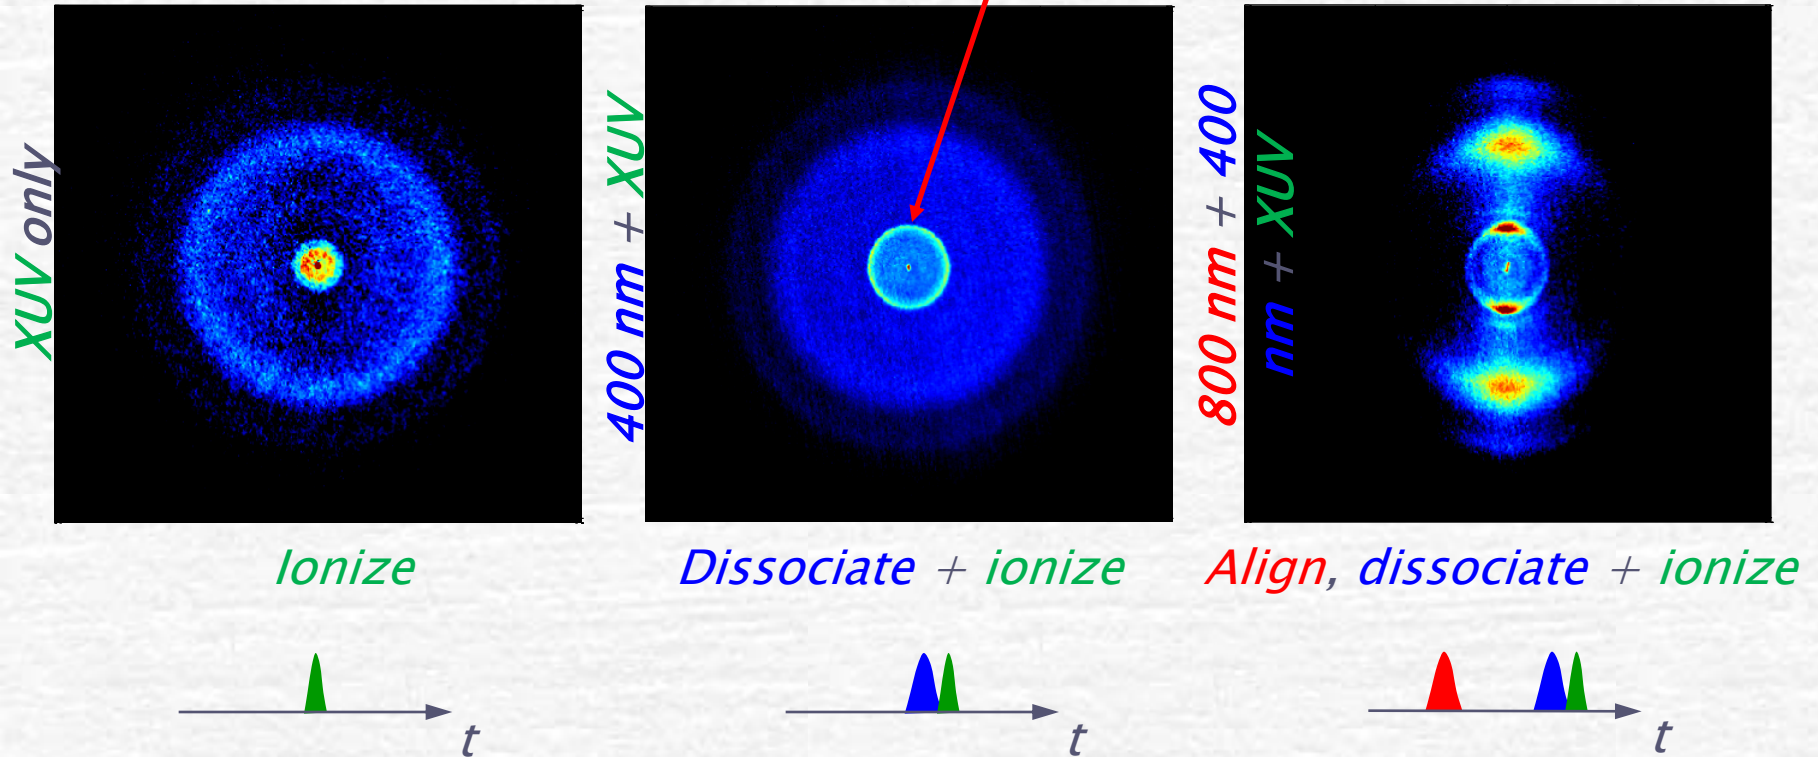 XUV only
400 nm + XUV
800 nm + 400
nm + XUV
Ionize
Dissociate + ionize
Align, dissociate + ionize
t
t
t